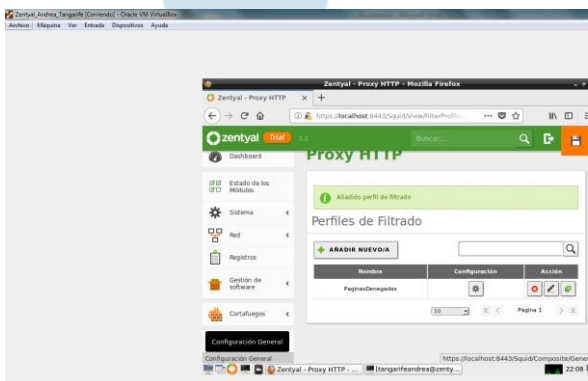 Zentyal_Andrea_Tangarife [Corriendo] - Oracle VM VirtualBox
Archivo Máquina Ver Entrada Dispositivos Ayuda
Zentyal - Proxy HTTP - Mozilla Firefox
Zentyal - Proxy HTTP
https://localhost:8443/Squid/View/FilterProfile
zentyal Trial 5.1
Buscar...
Dashboard
Proxy HTTP
Estado de los Módulos
Añadido perfil de filtrado
Sistema
Perfiles de Filtrado
Red
AÑADIR NUEVO/A
Registros
Nombre Configuración Acción
Gestión de software
PaginasDenegadas
10 Página 1
Cortafuegos
Configuración General
Configuración General
https://localhost:8443/Squid/Composite/Gene
Zentyal - Proxy HTTP - ... [tangarifeandrea@zenty... 22:08